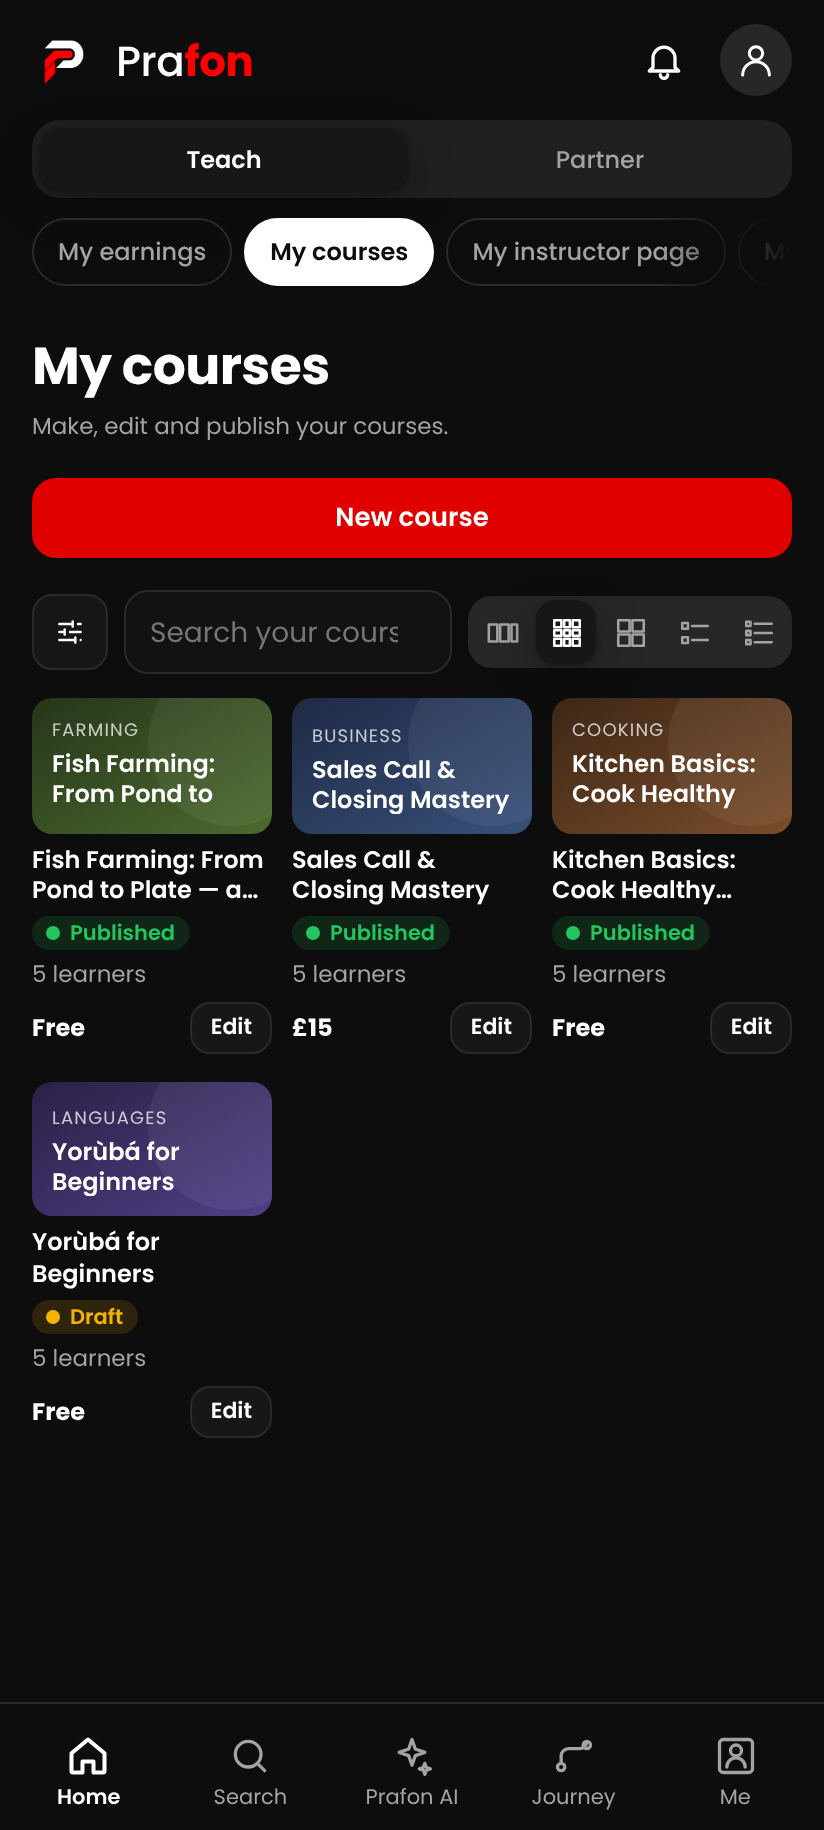 Prafon
Teach
Partner
My earnings
My courses
My instructor page
My courses
Make, edit and publish your courses.
New course
Search your cours
FARMING
Fish Farming:
From Pond to
BUSINESS
Sales Call &
Closing Mastery
COOKING
Kitchen Basics:
Cook Healthy
Fish Farming: From
Pond to Plate — a...
Sales Call &
Closing Mastery
Kitchen Basics:
Cook Healthy...
Published
Published
Published
5 learners
5 learners
5 learners
Free
Edit
£15
Edit
Free
Edit
LANGUAGES
Yorùbá for
Beginners
Yorùbá for
Beginners
Draft
5 learners
Free
Edit
Home
Search
Prafon AI
Journey
Me